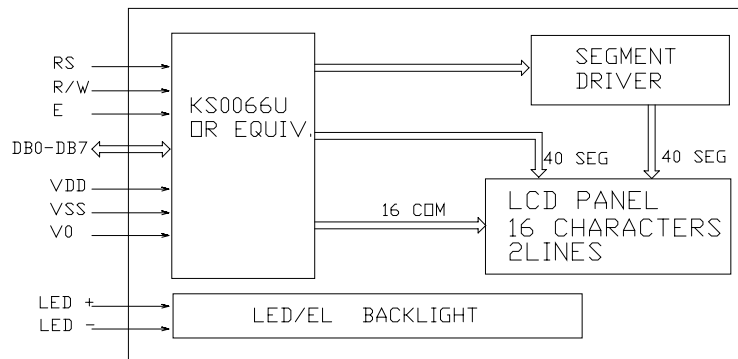 RS
R/W
E
DB0-DB7
VDD
VSS
V0
LED +
LED -
KS0066U
OR EQUIV.
SEGMENT
DRIVER
40 SEG
40 SEG
16 COM
LCD PANEL
16 CHARACTERS
2LINES
LED/EL BACKLIGHT